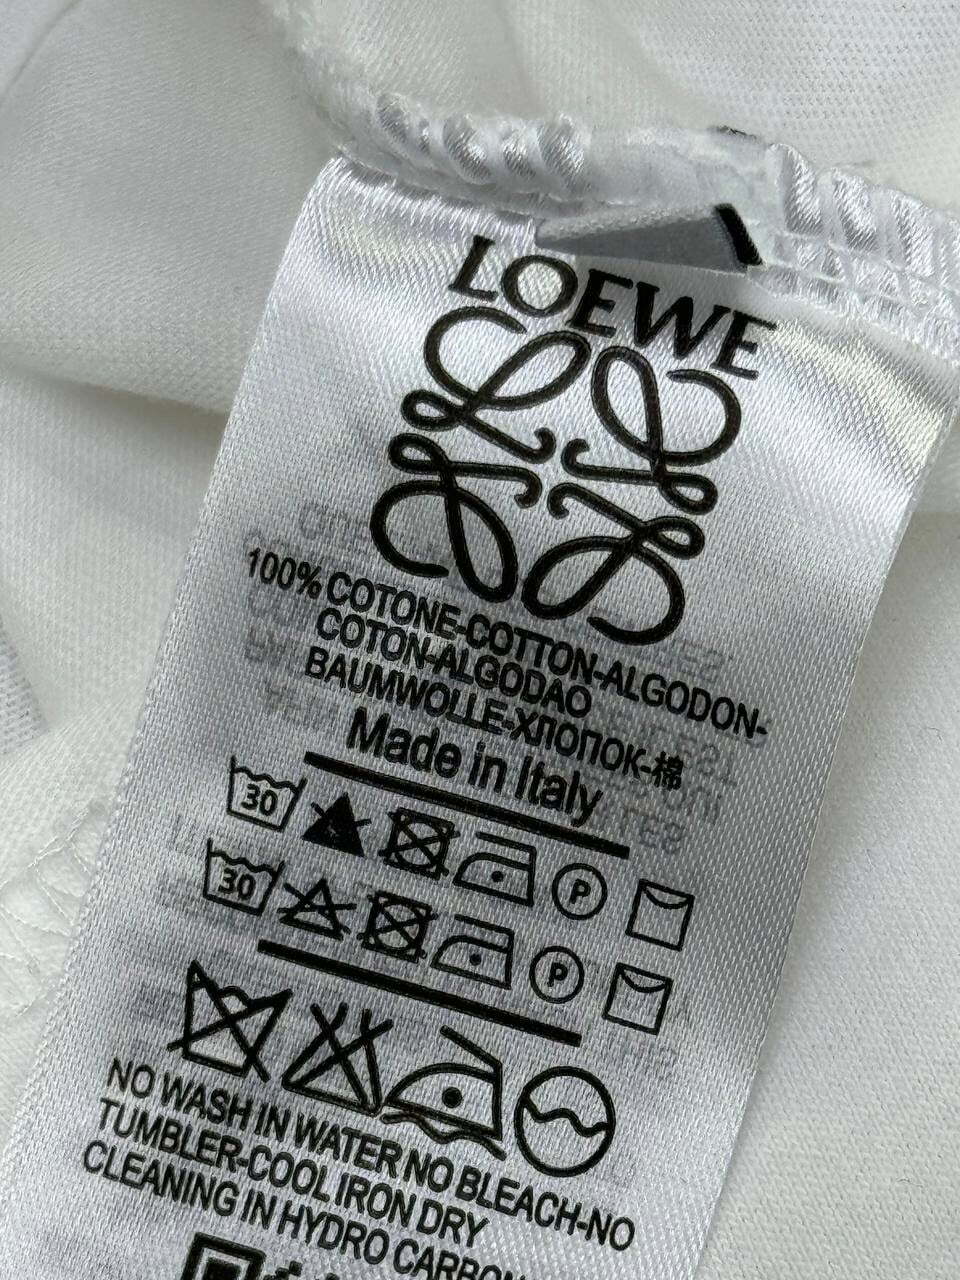 LOEWE
100% COTONE-COTTON-ALGODON-
COTON-ALGODAO
BAUMWOLLE-ХЛОПОК-棉
Made in Italy
30 P
30 P
NO WASH IN WATER NO BLEACH-NO
TUMBLER-COOL IRON DRY
CLEANING IN HYDRO CARBON